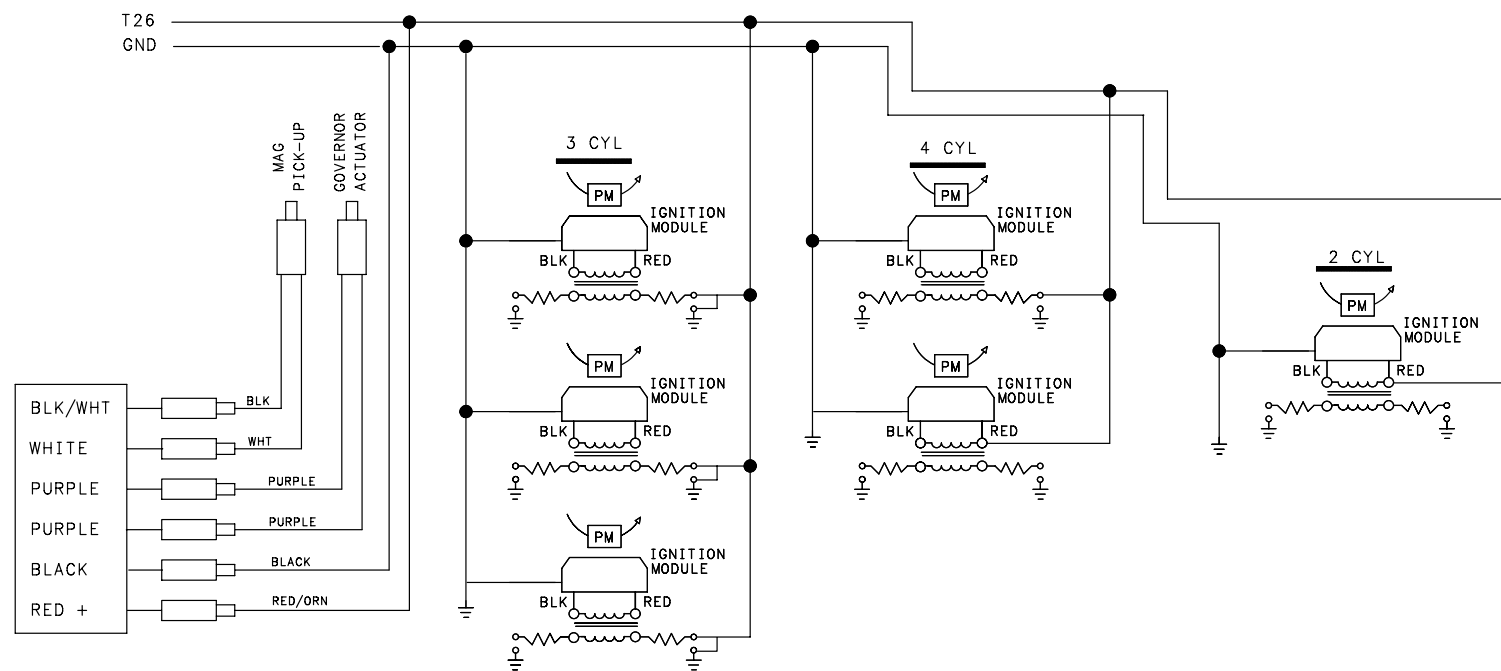 T26
GND
MAG
PICK-UP
GOVERNOR
ACTUATOR
BLK/WHT
BLK
WHITE
WHT
PURPLE
PURPLE
PURPLE
PURPLE
BLACK
BLACK
RED +
RED/ORN
3 CYL
PM
IGNITION
MODULE
BLK
RED
PM
IGNITION
MODULE
BLK
RED
PM
IGNITION
MODULE
BLK
RED
4 CYL
PM
IGNITION
MODULE
BLK
RED
PM
IGNITION
MODULE
BLK
RED
2 CYL
PM
IGNITION
MODULE
BLK
RED